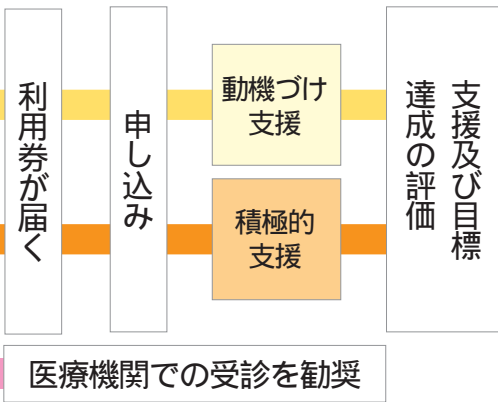 利用券が届く
申し込み
動機づけ
支援
積極的
支援
支援及び目標
達成の評価
医療機関での受診を勧奨